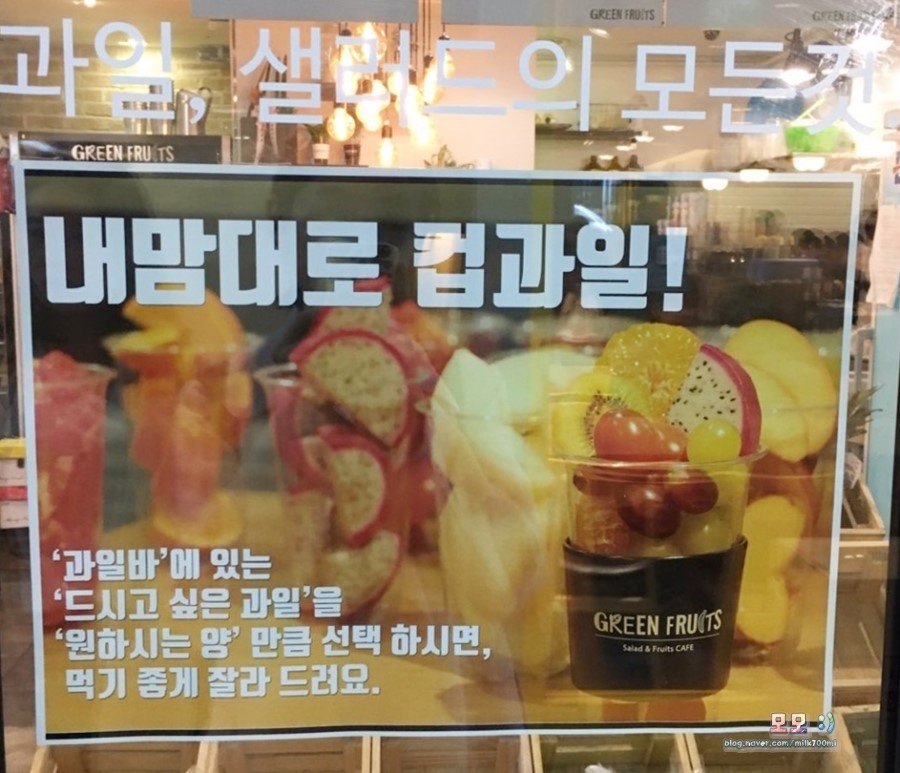 GREEN FRUITS
GREEN FRUITS
과일, 샐러드의 모든것
GREEN FRUITS
내맘대로 컵과일!
‘과일바’에 있는
‘드시고 싶은 과일’을
‘원하시는 양’ 만큼 선택 하시면,
먹기 좋게 잘라 드려요.
GREEN FRUITS
Salad & Fruits CAFE
모모 :)
blog.naver.com/milk700ml